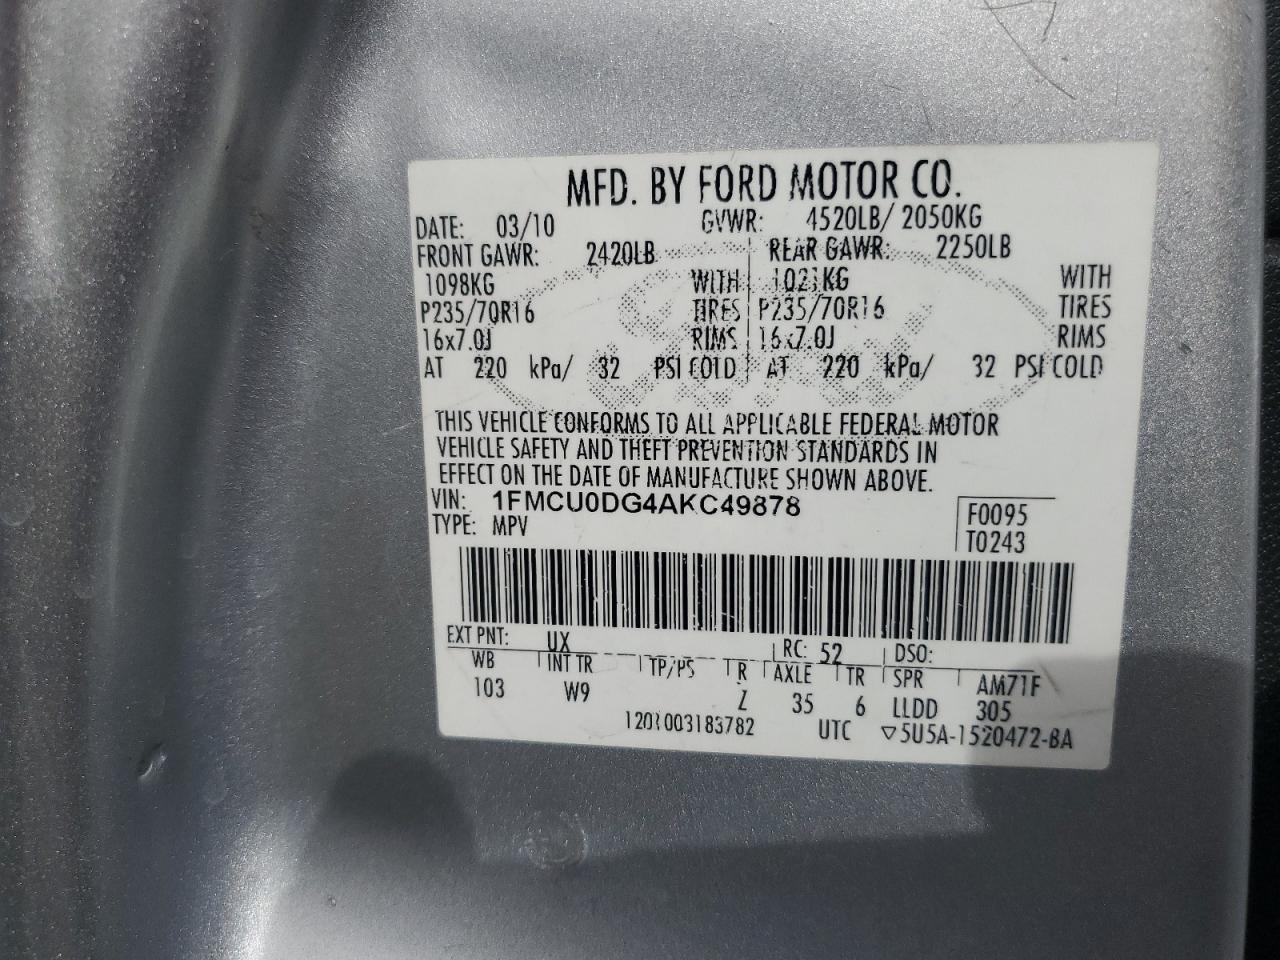 MFD. BY FORD MOTOR CO.
DATE: 03/10 GVWR: 4520LB/ 2050KG
FRONT GAWR: 2420LB REAR GAWR: 2250LB
1098KG WITH 1021KG WITH
P235/70R16 TIRES P235/70R16 TIRES
16x7.0J RIMS 16x7.0J RIMS
AT 220 kPa/ 32 PSI COLD AT 220 kPa/ 32 PSI COLD
THIS VEHICLE CONFORMS TO ALL APPLICABLE FEDERAL MOTOR
VEHICLE SAFETY AND THEFT PREVENTION STANDARDS IN
EFFECT ON THE DATE OF MANUFACTURE SHOWN ABOVE.
VIN: 1FMCU0DG4AKC49878
TYPE: MPV
F0095
T0243
EXT PNT: UX RC: 52 DSO:
WB INT TR TP/PS R AXLE TR SPR AM71F
103 W9 Z 35 6 LLDD 305
1201003183782 UTC ▽5U5A-1520472-BA